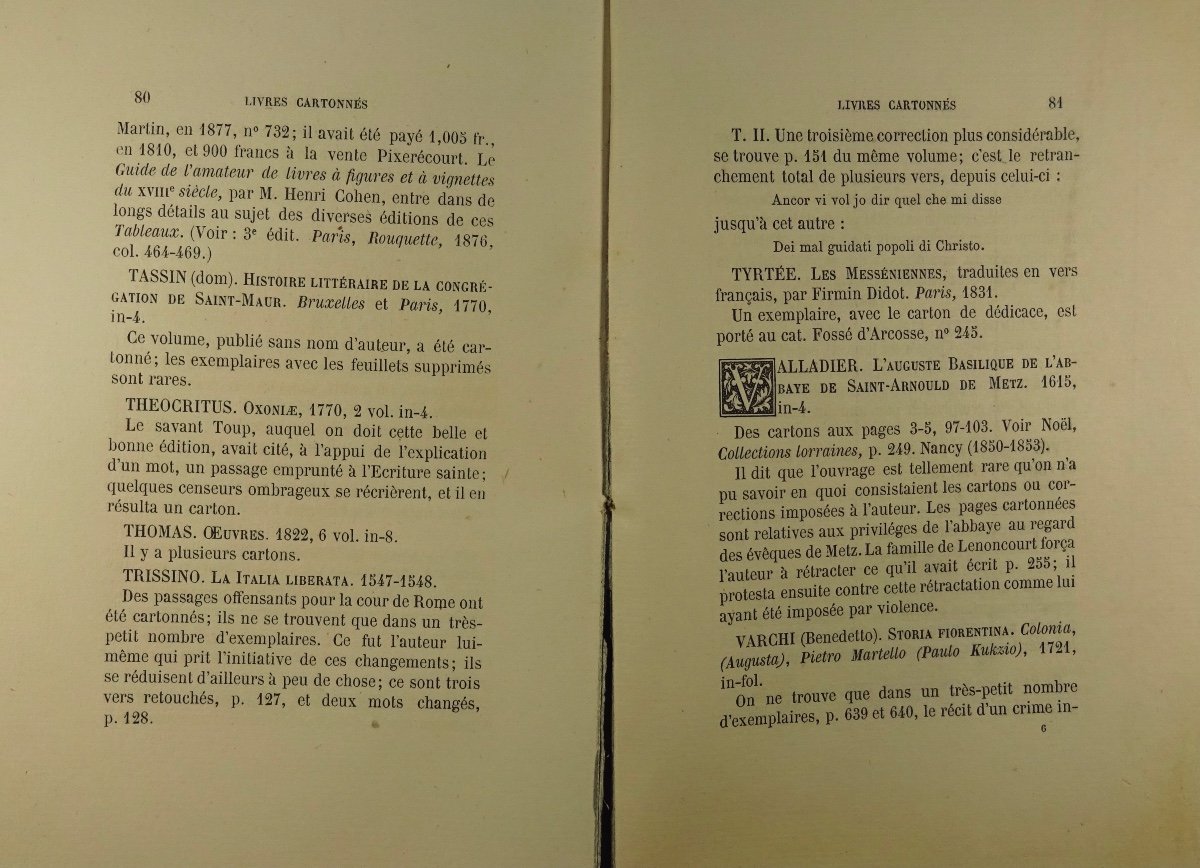 80
LIVRES CARTONNÉS
Martin, en 1877, nº 732; il avait été payé 1,005 fr.,
en 1810, et 900 francs à la vente Pixerécourt. Le
Guide de l'amateur de livres à figures et à vignettes
du XVIIIe siècle, par M. Henri Cohen, entre dans de
longs détails au sujet des diverses éditions de ces
Tableaux. (Voir : 3e édit. Paris, Rouquette, 1876,
col. 464-469.)
TASSIN (dom). HISTOIRE LITTÉRAIRE DE LA CONGRÉ-
GATION DE SAINT-MAUR. Bruxelles et Paris, 1770,
in-4.
Ce volume, publié sans nom d'auteur, a été car-
tonné; les exemplaires avec les feuillets supprimés
sont rares.
THEOCRITUS. OXONIÆ, 1770, 2 vol. in-4.
Le savant Toup, auquel on doit cette belle et
bonne édition, avait cité, à l'appui de l'explication
d'un mot, un passage emprunté à l'Ecriture sainte;
quelques censeurs ombrageux se récrièrent, et il en
résulta un carton.
THOMAS. ŒUVRES. 1822, 6 vol. in-8.
Il y a plusieurs cartons.
TRISSINO. LA ITALIA LIBERATA. 1547-1548.
Des passages offensants pour la cour de Rome ont
été cartonnés; ils ne se trouvent que dans un très-
petit nombre d'exemplaires. Ce fut l'auteur lui-
même qui prit l'initiative de ces changements; ils
se réduisent d'ailleurs à peu de chose; ce sont trois
vers retouchés, p. 127, et deux mots changés,
p. 128.
LIVRES CARTONNÉS
81
T. II. Une troisième correction plus considérable,
se trouve p. 151 du même volume; c'est le retran-
chement total de plusieurs vers, depuis celui-ci :
Ancor vi vol jo dir quel che mi disse
jusqu'à cet autre :
Dei mal guidati popoli di Christo.
TYRTÉE. LES MESSÉNIENNES, traduites en vers
français, par Firmin Didot. Paris, 1831.
Un exemplaire, avec le carton de dédicace, est
porté au cat. Fossé d'Arcosse, nº 245.
VALLADIER. L'AUGUSTE BASILIQUE DE L'AB-
BAYE DE SAINT-ARNOULD DE METZ. 1615,
in-4.
Des cartons aux pages 3-5, 97-103. Voir Noël,
Collections lorraines, p. 249. Nancy (1850-1853).
Il dit que l'ouvrage est tellement rare qu'on n'a
pu savoir en quoi consistaient les cartons ou cor-
rections imposées à l'auteur. Les pages cartonnées
sont relatives aux priviléges de l'abbaye au regard
des évêques de Metz. La famille de Lenoncourt força
l'auteur à rétracter ce qu'il avait écrit p. 255; il
protesta ensuite contre cette rétractation comme lui
ayant été imposée par violence.
VARCHI (Benedetto). STORIA FIORENTINA. Colonia,
(Augusta), Pietro Martello (Paulo Kukzio), 1721,
in-fol.
On ne trouve que dans un très-petit nombre
d'exemplaires, p. 639 et 640, le récit d'un crime in-
6